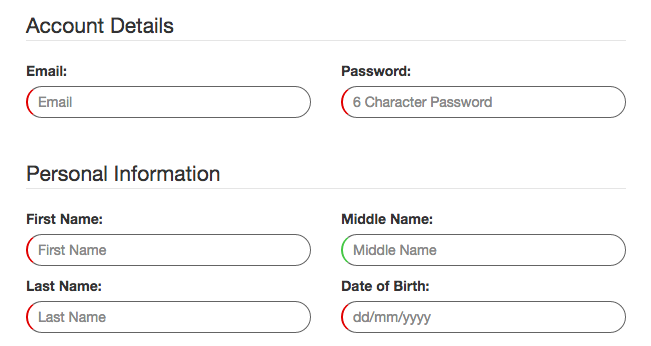 Account Details
Email: Password:
Email 6 Character Password
Personal Information
First Name: Middle Name:
First Name Middle Name
Last Name: Date of Birth:
Last Name dd/mm/yyyy